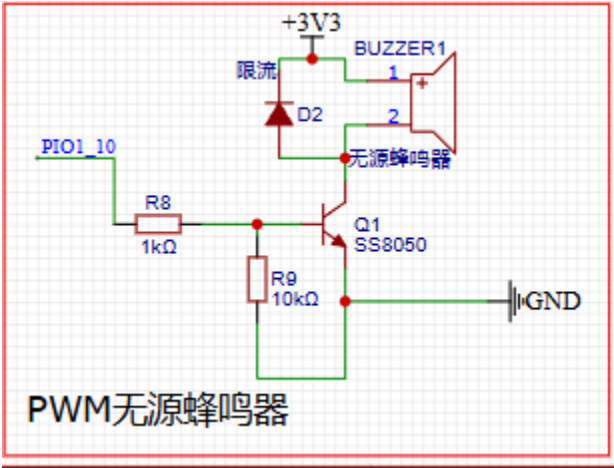 +3V3
BUZZER1
限流
1
+
D2
2
PIO1_10
无源蜂鸣器
R8
1kΩ
Q1
SS8050
R9
10kΩ
GND
PWM无源蜂鸣器